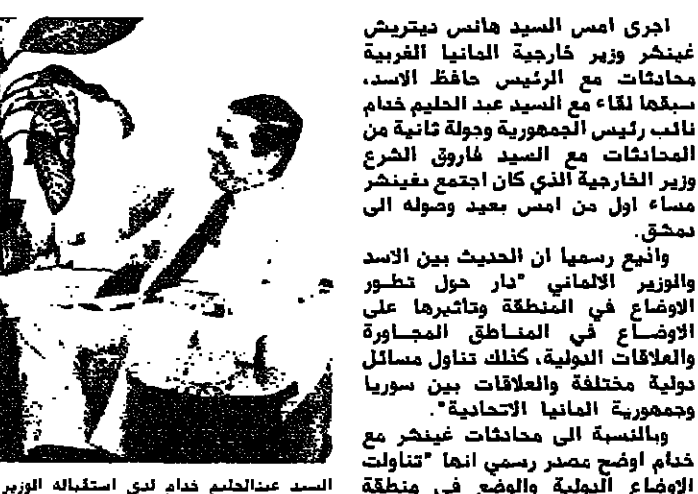 اجرى امس السيد هانس ديتريش
غينشر وزير خارجية المانيا الغربية
محادثات مع الرئيس حافظ الاسد،
سبقها لقاء مع السيد عبد الحليم خدام
نائب رئيس الجمهورية وجولة ثانية من
المحادثات مع السيد فاروق الشرع
وزير الخارجية الذي كان اجتمع بغينشر
مساء اول من امس بعيد وصوله الى
دمشق.
واذيع رسميا ان الحديث بين الاسد
والوزير الالماني "دار حول تطور
الاوضاع في المنطقة وتاثيرها على
الاوضاع في المناطق المجاورة
والعلاقات الدولية، كذلك تناول مسائل
دولية مختلفة والعلاقات بين سوريا
وجمهورية المانيا الاتحادية".
وبالنسبة الى محادثات غينشر مع
خدام اوضح مصدر رسمي انها "تناولت
الاوضاع الدولية والوضع في منطقة
السيد عبدالحليم خدام لدى استقباله الوزير